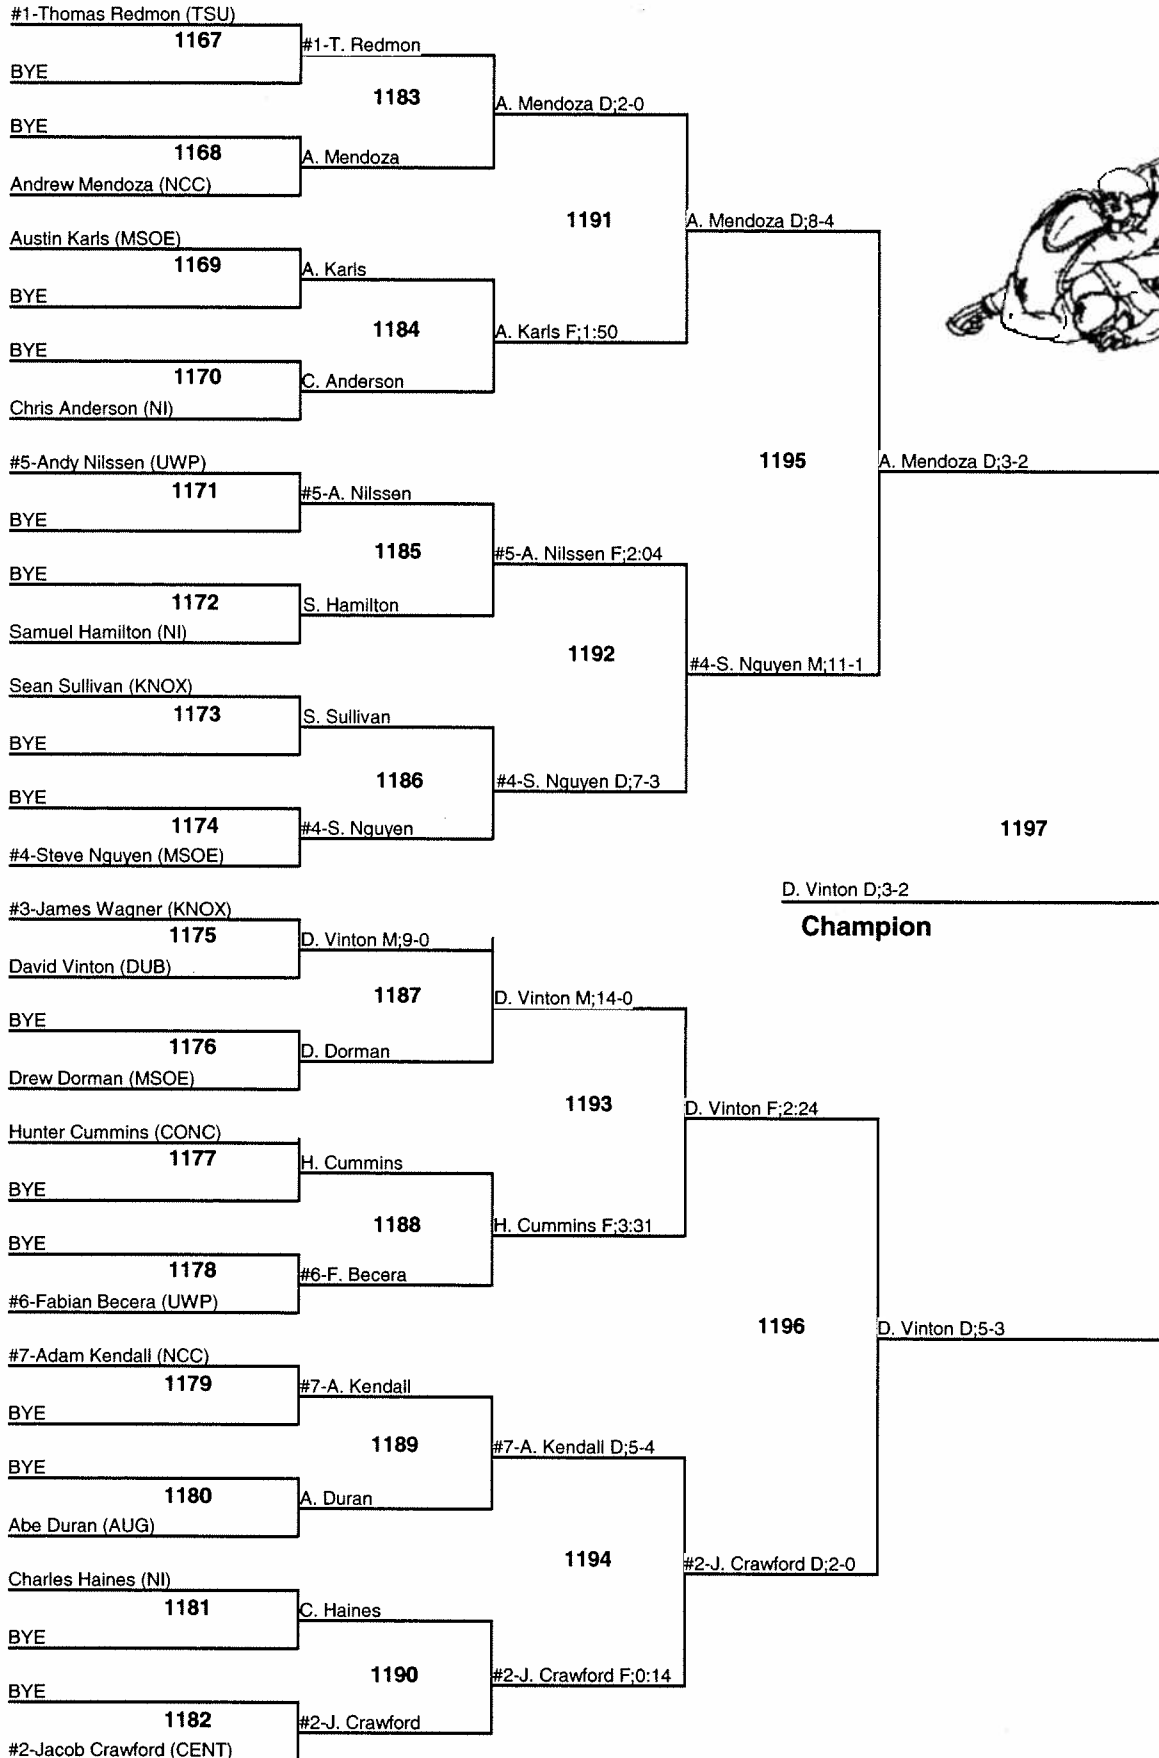 #1-Thomas Redmon (TSU)
1167
#1-T. Redmon
BYE
1183
A. Mendoza D;2-0
BYE
1168
A. Mendoza
Andrew Mendoza (NCC)
1191
A. Mendoza D;8-4
Austin Karls (MSOE)
1169
A. Karls
BYE
1184
A. Karls F;1:50
BYE
1170
C. Anderson
Chris Anderson (NI)
1195
A. Mendoza D;3-2
#5-Andy Nilssen (UWP)
1171
#5-A. Nilssen
BYE
1185
#5-A. Nilssen F;2:04
BYE
1172
S. Hamilton
Samuel Hamilton (NI)
1192
#4-S. Nguyen M;11-1
Sean Sullivan (KNOX)
1173
S. Sullivan
BYE
1186
#4-S. Nguyen D;7-3
BYE
1174
#4-S. Nguyen
#4-Steve Nguyen (MSOE)
1197
D. Vinton D;3-2
Champion
#3-James Wagner (KNOX)
1175
D. Vinton M;9-0
David Vinton (DUB)
1187
D. Vinton M;14-0
BYE
1176
D. Dorman
Drew Dorman (MSOE)
1193
D. Vinton F;2:24
Hunter Cummins (CONC)
1177
H. Cummins
BYE
1188
H. Cummins F;3:31
BYE
1178
#6-F. Becera
#6-Fabian Becera (UWP)
1196
D. Vinton D;5-3
#7-Adam Kendall (NCC)
1179
#7-A. Kendall
BYE
1189
#7-A. Kendall D;5-4
BYE
1180
A. Duran
Abe Duran (AUG)
1194
#2-J. Crawford D;2-0
Charles Haines (NI)
1181
C. Haines
BYE
1190
#2-J. Crawford F;0:14
BYE
1182
#2-J. Crawford
#2-Jacob Crawford (CENT)